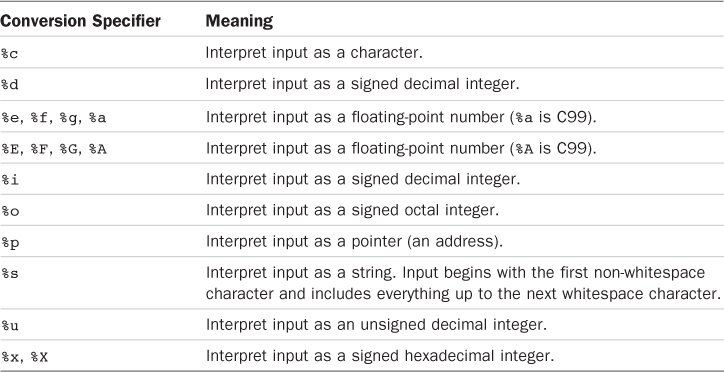 Conversion Specifier Meaning
%c Interpret input as a character.
%d Interpret input as a signed decimal integer.
%e, %f, %g, %a Interpret input as a floating-point number (%a is C99).
%E, %F, %G, %A Interpret input as a floating-point number (%A is C99).
%i Interpret input as a signed decimal integer.
%o Interpret input as a signed octal integer.
%p Interpret input as a pointer (an address).
%s Interpret input as a string. Input begins with the first non-whitespace
character and includes everything up to the next whitespace character.
%u Interpret input as an unsigned decimal integer.
%x, %X Interpret input as a signed hexadecimal integer.